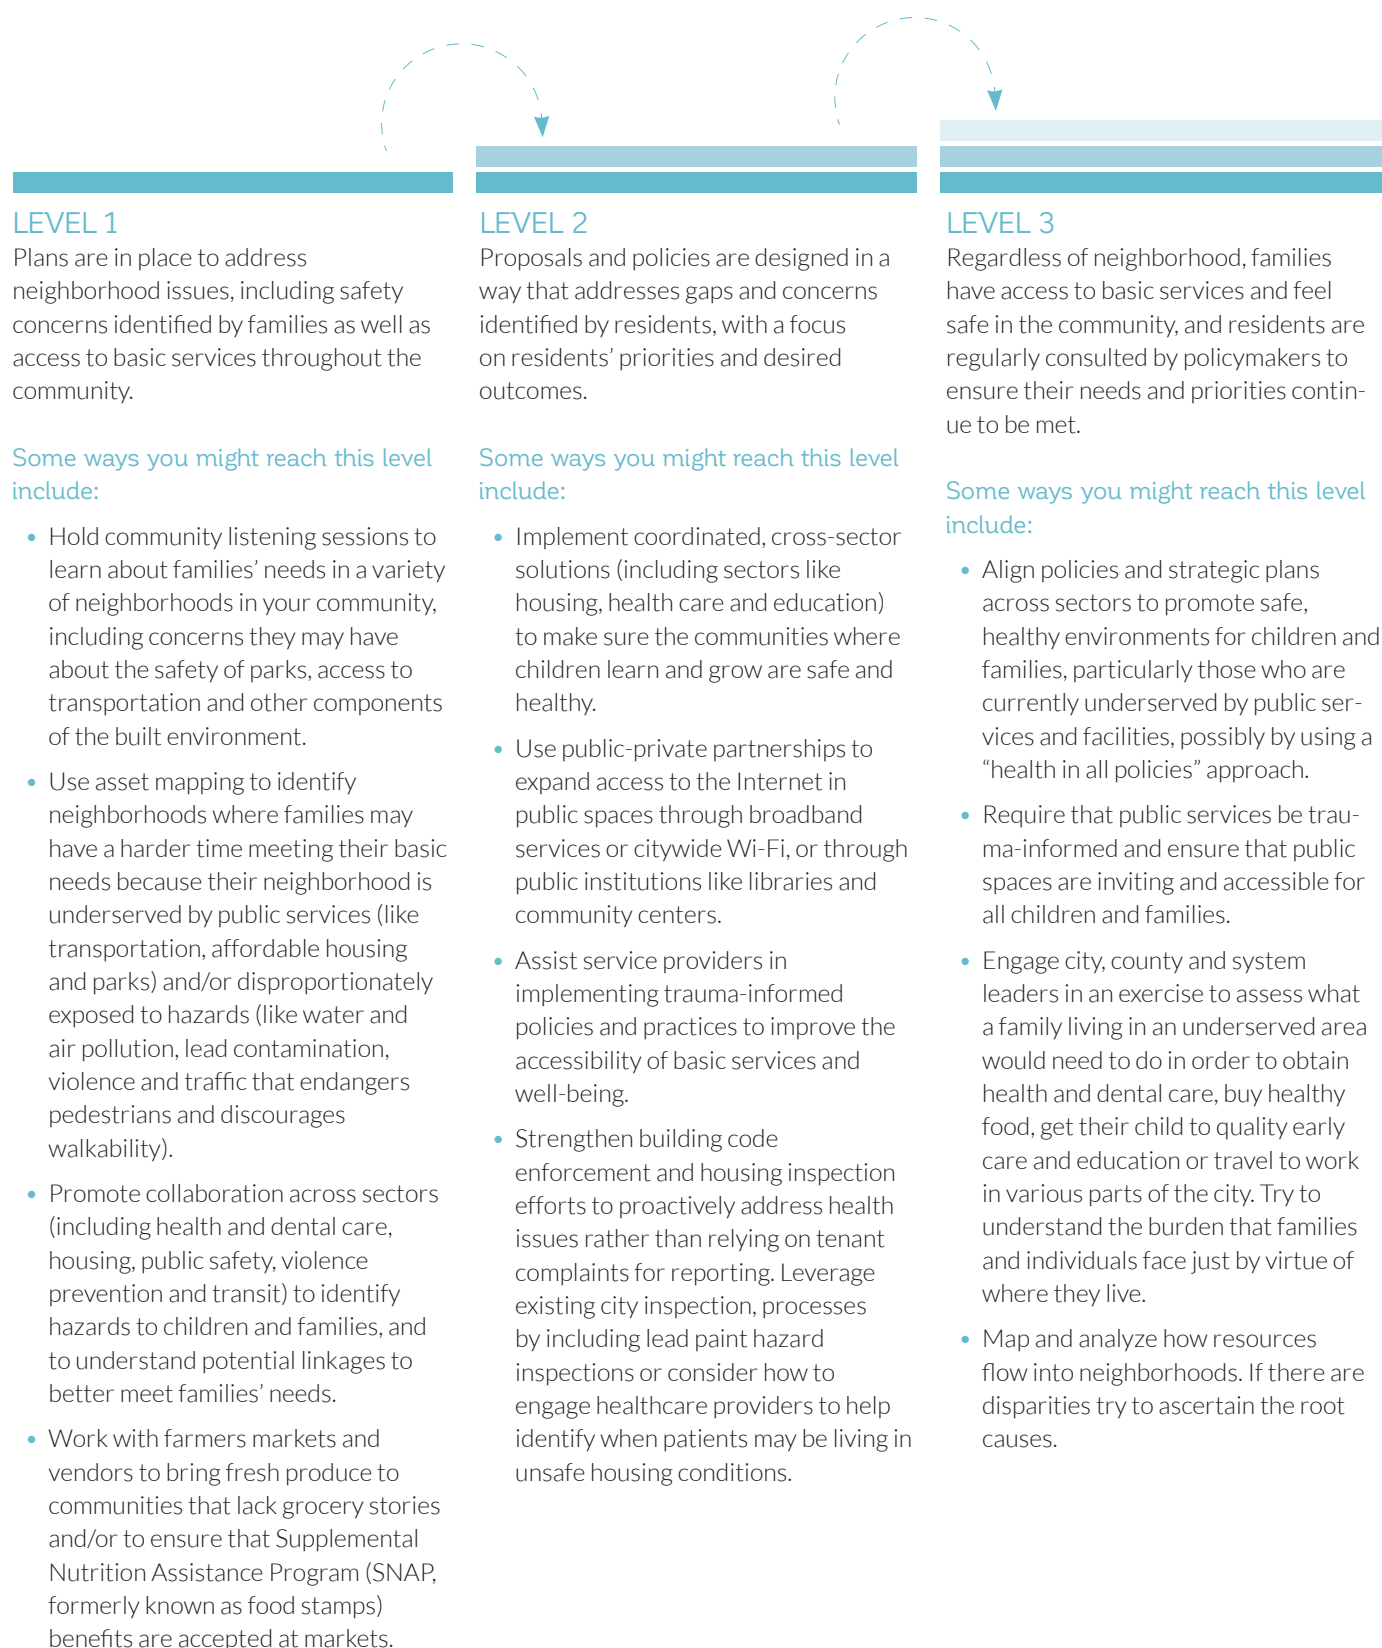 LEVEL 1
Plans are in place to address
neighborhood issues, including safety
concerns identified by families as well as
access to basic services throughout the
community.
Some ways you might reach this level
include:
• Hold community listening sessions to
learn about families’ needs in a variety
of neighborhoods in your community,
including concerns they may have
about the safety of parks, access to
transportation and other components
of the built environment.
• Use asset mapping to identify
neighborhoods where families may
have a harder time meeting their basic
needs because their neighborhood is
underserved by public services (like
transportation, affordable housing
and parks) and/or disproportionately
exposed to hazards (like water and
air pollution, lead contamination,
violence and traffic that endangers
pedestrians and discourages
walkability).
• Promote collaboration across sectors
(including health and dental care,
housing, public safety, violence
prevention and transit) to identify
hazards to children and families, and
to understand potential linkages to
better meet families’ needs.
• Work with farmers markets and
vendors to bring fresh produce to
communities that lack grocery stories
and/or to ensure that Supplemental
Nutrition Assistance Program (SNAP,
formerly known as food stamps)
benefits are accepted at markets.
LEVEL 2
Proposals and policies are designed in a
way that addresses gaps and concerns
identified by residents, with a focus
on residents’ priorities and desired
outcomes.
Some ways you might reach this level
include:
• Implement coordinated, cross-sector
solutions (including sectors like
housing, health care and education)
to make sure the communities where
children learn and grow are safe and
healthy.
• Use public-private partnerships to
expand access to the Internet in
public spaces through broadband
services or citywide Wi-Fi, or through
public institutions like libraries and
community centers.
• Assist service providers in
implementing trauma-informed
policies and practices to improve the
accessibility of basic services and
well-being.
• Strengthen building code
enforcement and housing inspection
efforts to proactively address health
issues rather than relying on tenant
complaints for reporting. Leverage
existing city inspection, processes
by including lead paint hazard
inspections or consider how to
engage healthcare providers to help
identify when patients may be living in
unsafe housing conditions.
LEVEL 3
Regardless of neighborhood, families
have access to basic services and feel
safe in the community, and residents are
regularly consulted by policymakers to
ensure their needs and priorities contin-
ue to be met.
Some ways you might reach this level
include:
• Align policies and strategic plans
across sectors to promote safe,
healthy environments for children and
families, particularly those who are
currently underserved by public ser-
vices and facilities, possibly by using a
“health in all policies” approach.
• Require that public services be trau-
ma-informed and ensure that public
spaces are inviting and accessible for
all children and families.
• Engage city, county and system
leaders in an exercise to assess what
a family living in an underserved area
would need to do in order to obtain
health and dental care, buy healthy
food, get their child to quality early
care and education or travel to work
in various parts of the city. Try to
understand the burden that families
and individuals face just by virtue of
where they live.
• Map and analyze how resources
flow into neighborhoods. If there are
disparities try to ascertain the root
causes.